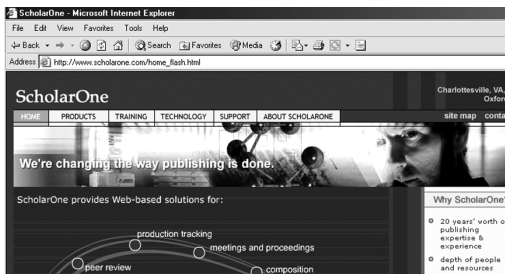 ScholarOne - Microsoft Internet Explorer
File Edit View Favorites Tools Help
Back Search Favorites Media
Address http://www.scholarone.com/home_flash.html
Charlottesville, VA,
Oxfor
ScholarOne
HOME PRODUCTS TRAINING TECHNOLOGY SUPPORT ABOUT SCHOLARONE site map conta
We're changing the way publishing is done.
ScholarOne provides Web-based solutions for:
production tracking
meetings and proceedings
peer review
composition
Why ScholarOne?
20 years' worth o
publishing
expertise &
experience
depth of people
and resources